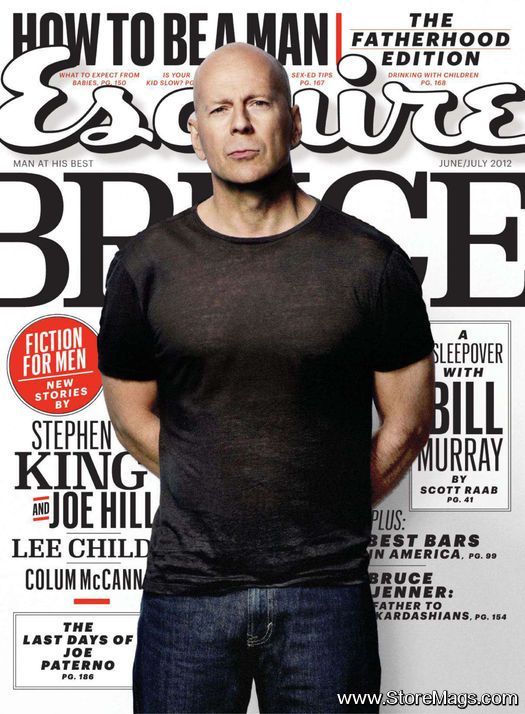 HOW TO BE A MAN
THE
FATHERHOOD
EDITION
WHAT TO EXPECT FROM
BABIES, PG. 150
IS YOUR
KID SLOW? PG
SEX-ED TIPS
PG. 167
DRINKING WITH CHILDREN
PG. 168
Esquire
MAN AT HIS BEST
JUNE/JULY 2012
BRUCE
FICTION
FOR MEN
NEW
STORIES
BY
STEPHEN
KING
AND JOE HILL
LEE CHILD
COLUM McCANN
THE
LAST DAYS OF
JOE
PATERNO
PG. 186
A
SLEEPOVER
WITH
BILL
MURRAY
BY
SCOTT RAAB
PG. 41
PLUS:
BEST BARS
IN AMERICA, PG. 99
BRUCE
JENNER:
FATHER TO
KARDASHIANS, PG. 154
www.StoreMags.com